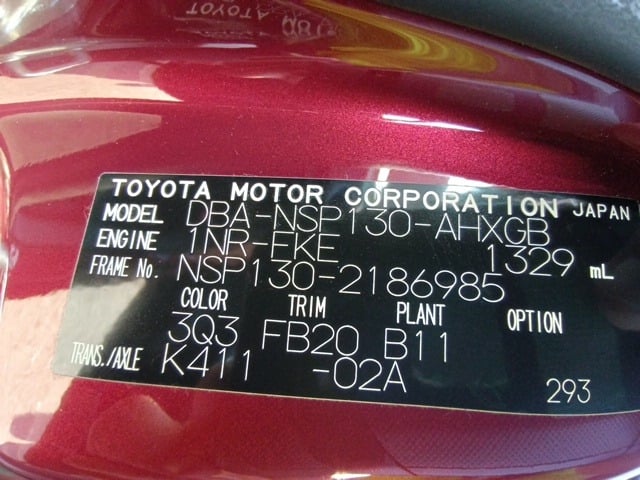 TOYOTA MOTOR CORPORATION JAPAN
MODEL DBA-NSP130-AHXGB
ENGINE 1NR-FKE 1329 mL
FRAME No. NSP130-2186985
COLOR TRIM PLANT OPTION
3Q3 FB20 B11
TRANS./AXLE K411 -02A
293